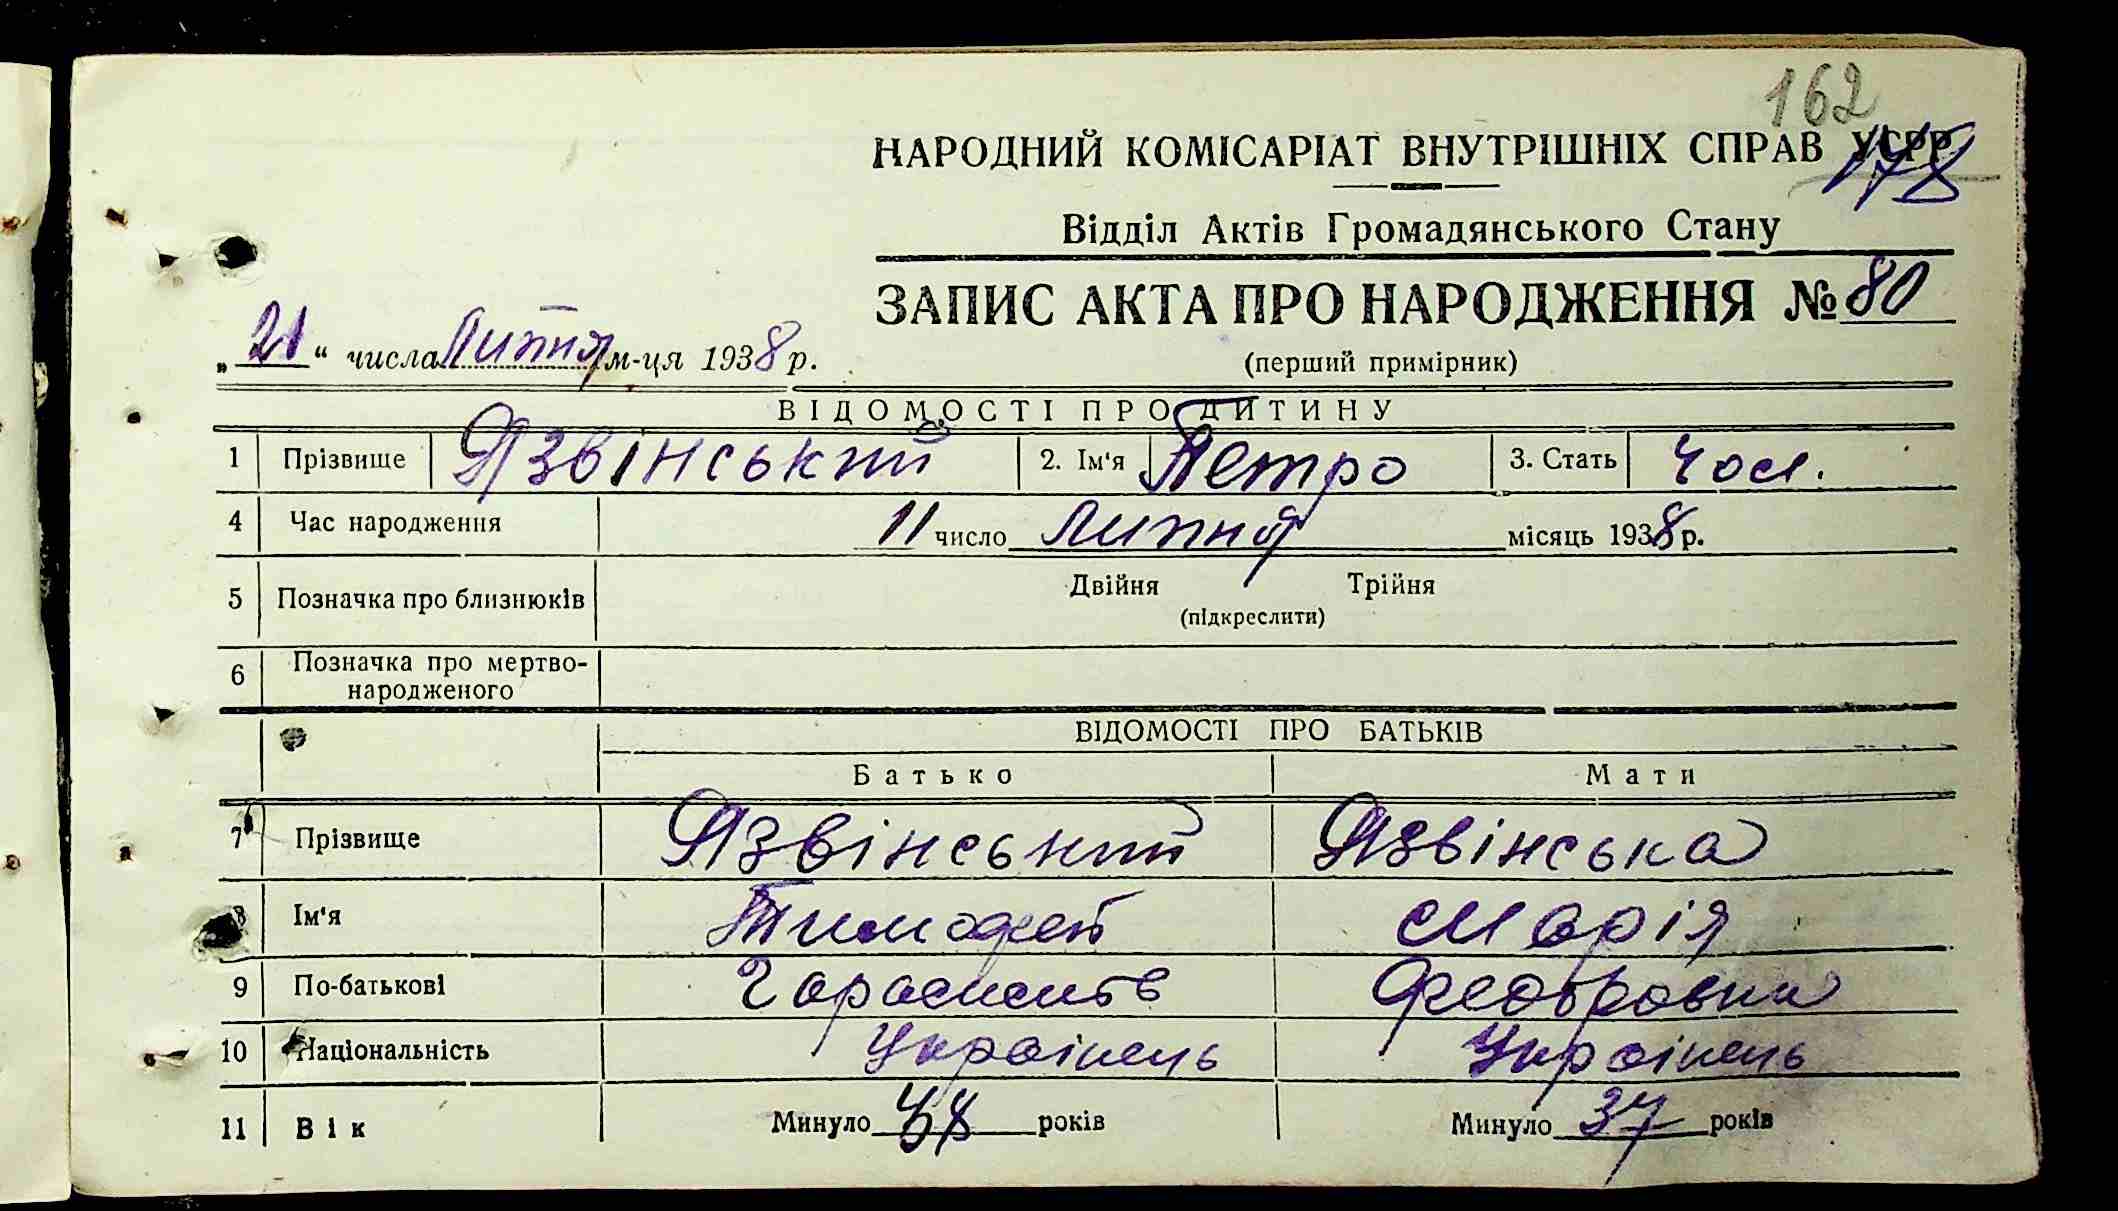 162
НАРОДНИЙ КОМІСАРІАТ ВНУТРІШНІХ СПРАВ УСРР
178
Відділ Актів Громадянського Стану
ЗАПИС АКТА ПРО НАРОДЖЕННЯ № 80
„21“ числа Липня м-ця 1938 р.
(перший примірник)
ВІДОМОСТІ ПРО ДИТИНУ
1 Прізвище Язвінський 2. Ім'я Петро 3. Стать Чол.
4 Час народження 11 число Липня місяць 1938 р.
5 Позначка про близнюків Двійня Трійня
(підкреслити)
6 Позначка про мертво-
народженого
ВІДОМОСТІ ПРО БАТЬКІВ
Батько Мати
7 Прізвище Язвінський Язвінська
8 Ім'я Тимофей Марія
9 По-батькові Федоровна
10 Національність Українець Українець
11 Вік Минуло років Минуло 37 років